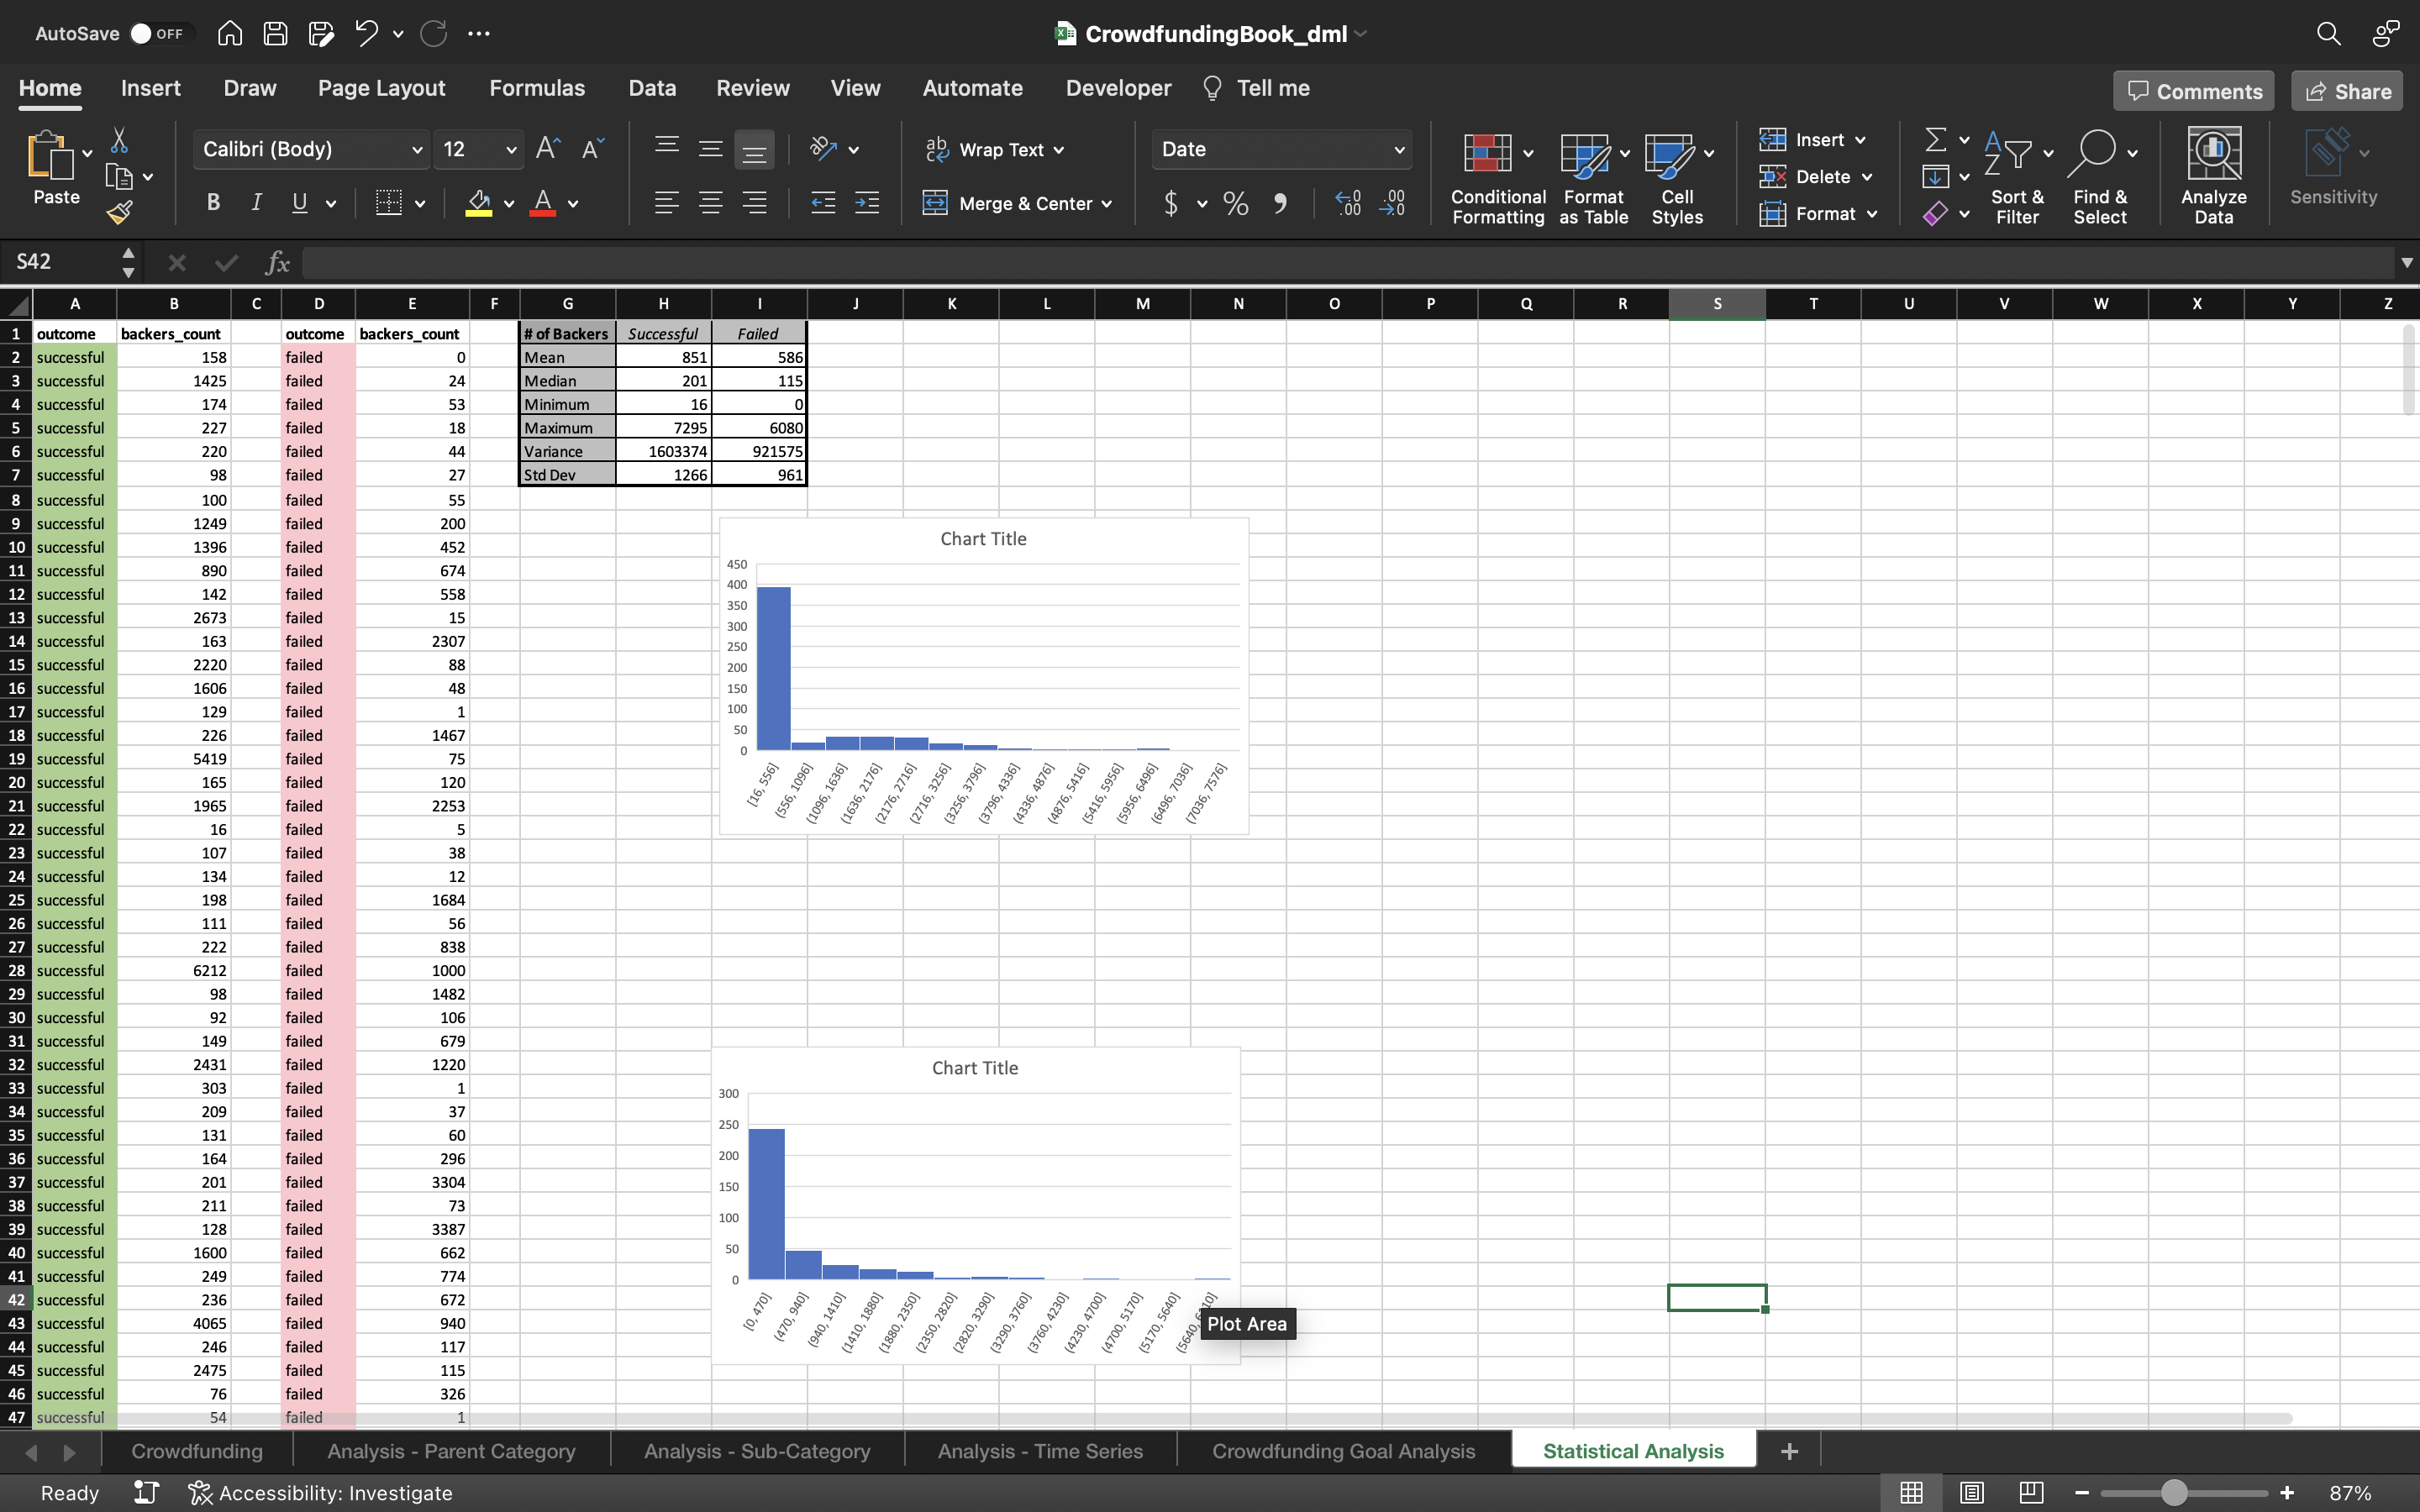 AutoSave OFF CrowdfundingBook_dml
Home Insert Draw Page Layout Formulas Data Review View Automate Developer Tell me Comments Share
Paste Calibri (Body) 12 Wrap Text Date Insert
B I U Merge & Center $ % Conditional Formatting Format as Table Cell Styles Delete Format Sort & Filter Find & Select Analyze Data Sensitivity
S42 fx
A B C D E F G H I J K L M N O P Q R S T U V W X Y Z
1 outcome backers_count outcome backers_count # of Backers Successful Failed
2 successful 158 failed 0 Mean 851 586
3 successful 1425 failed 24 Median 201 115
4 successful 174 failed 53 Minimum 16 0
5 successful 227 failed 18 Maximum 7295 6080
6 successful 220 failed 44 Variance 1603374 921575
7 successful 98 failed 27 Std Dev 1266 961
8 successful 100 failed 55
9 successful 1249 failed 200
10 successful 1396 failed 452
11 successful 890 failed 674
12 successful 142 failed 558
13 successful 2673 failed 15
14 successful 163 failed 2307
15 successful 2220 failed 88
16 successful 1606 failed 48
17 successful 129 failed 1
18 successful 226 failed 1467
19 successful 5419 failed 75
20 successful 165 failed 120
21 successful 1965 failed 2253
22 successful 16 failed 5
23 successful 107 failed 38
24 successful 134 failed 12
25 successful 198 failed 1684
26 successful 111 failed 56
27 successful 222 failed 838
28 successful 6212 failed 1000
29 successful 98 failed 1482
30 successful 92 failed 106
31 successful 149 failed 679
32 successful 2431 failed 1220
33 successful 303 failed 1
34 successful 209 failed 37
35 successful 131 failed 60
36 successful 164 failed 296
37 successful 201 failed 3304
38 successful 211 failed 73
39 successful 128 failed 3387
40 successful 1600 failed 662
41 successful 249 failed 774
42 successful 236 failed 672
43 successful 4065 failed 940
44 successful 246 failed 117
45 successful 2475 failed 115
46 successful 76 failed 326
47 successful 54 failed 1
Chart Title
450
400
350
300
250
200
150
100
50
0
[16, 556] (556, 1096] (1096, 1636] (1636, 2176] (2176, 2716] (2716, 3256] (3256, 3796] (3796, 4336] (4336, 4876] (4876, 5416] (5416, 5956] (5956, 6496] (6496, 7036] (7036, 7576]
Chart Title
300
250
200
150
100
50
0
[0, 470] (470, 940] (940, 1410] (1410, 1880] (1880, 2350] (2350, 2820] (2820, 3290] (3290, 3760] (3760, 4230] (4230, 4700] (4700, 5170] (5170, 5640]
Plot Area
Crowdfunding Analysis - Parent Category Analysis - Sub-Category Analysis - Time Series Crowdfunding Goal Analysis Statistical Analysis +
Ready Accessibility: Investigate 87%